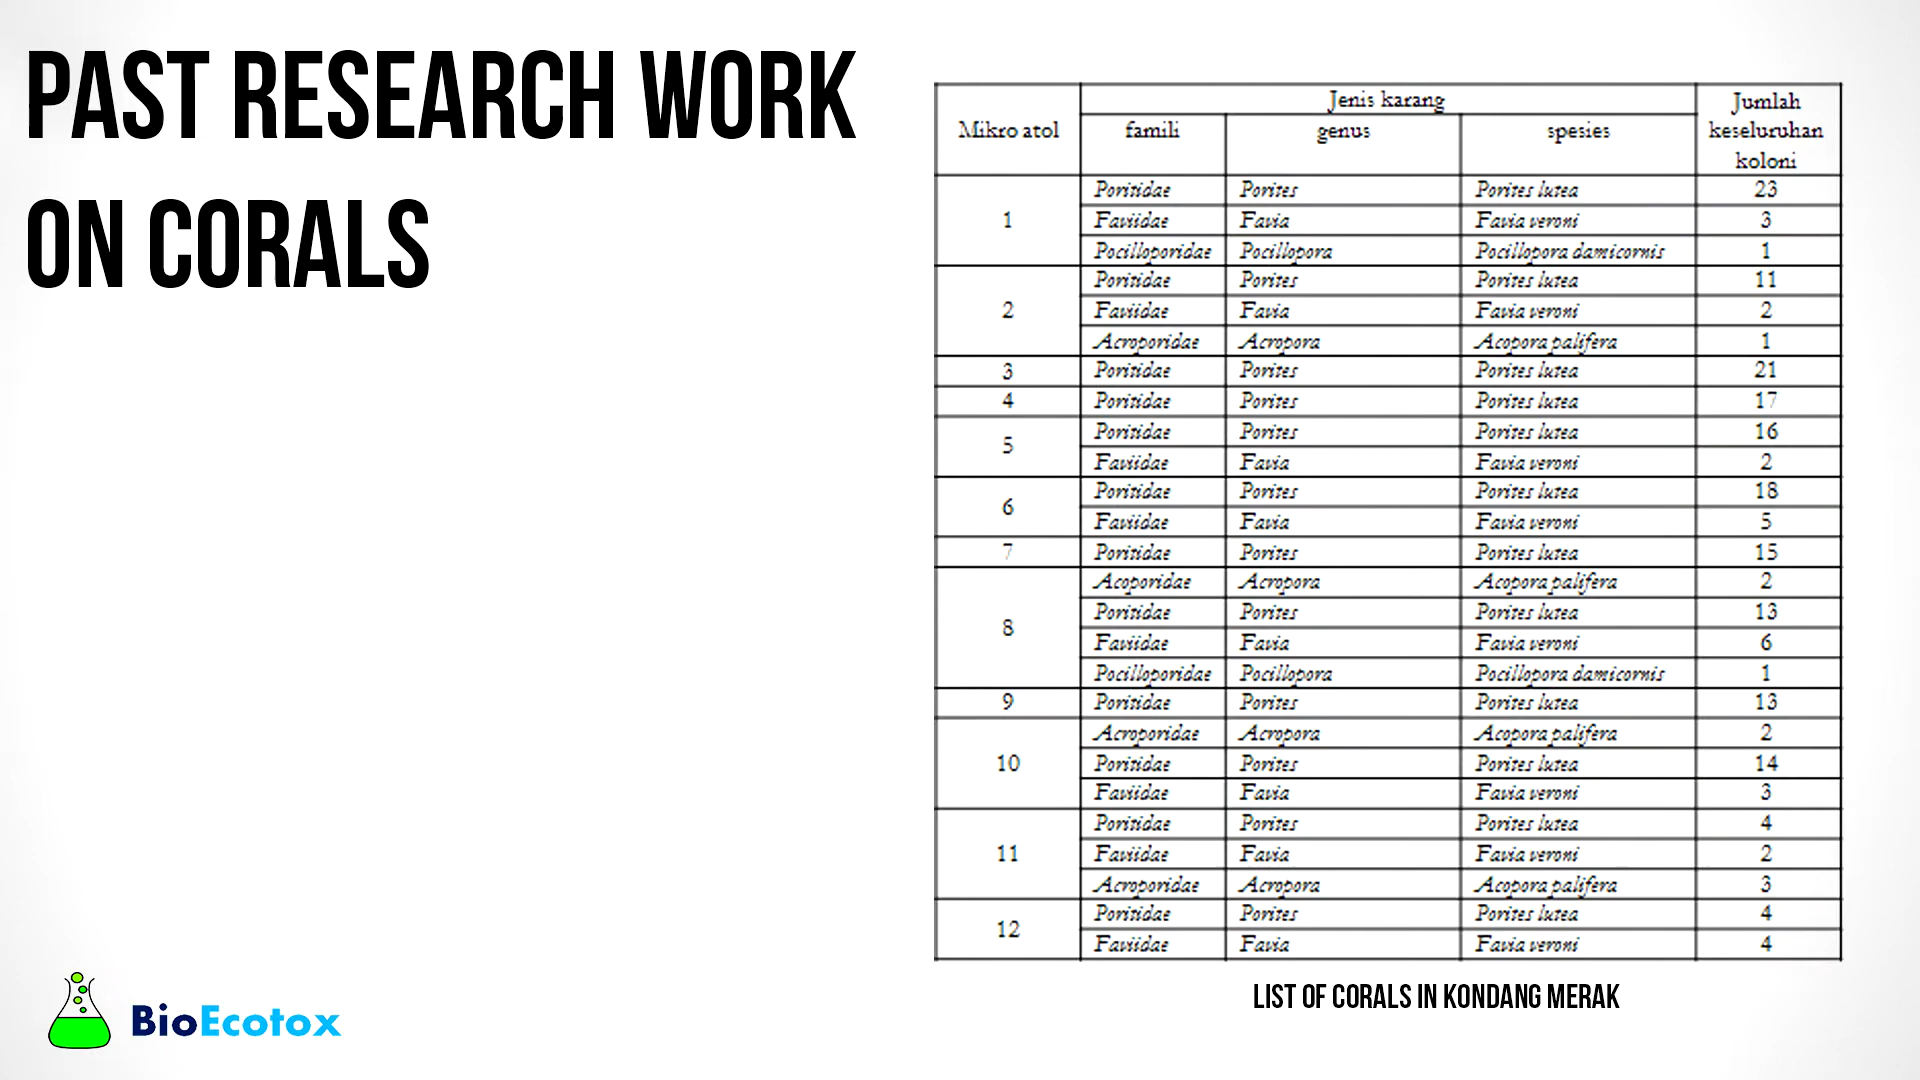 PAST RESEARCH WORK
ON CORALS
Mikro atol | Jenis karang | Jumlah keseluruhan koloni
famili | genus | spesies
1 | Poritidae | Porites | Porites lutea | 23
Faviidae | Favia | Favia veroni | 3
Pocilloporidae | Pocillopora | Pocillopora damicornis | 1
2 | Poritidae | Porites | Porites lutea | 11
Faviidae | Favia | Favia veroni | 2
Acroporidae | Acropora | Acopora palifera | 1
3 | Poritidae | Porites | Porites lutea | 21
4 | Poritidae | Porites | Porites lutea | 17
5 | Poritidae | Porites | Porites lutea | 16
Faviidae | Favia | Favia veroni | 2
6 | Poritidae | Porites | Porites lutea | 18
Faviidae | Favia | Favia veroni | 5
7 | Poritidae | Porites | Porites lutea | 15
8 | Acoporidae | Acropora | Acopora palifera | 2
Poritidae | Porites | Porites lutea | 13
Faviidae | Favia | Favia veroni | 6
Pocilloporidae | Pocillopora | Pocillopora damicornis | 1
9 | Poritidae | Porites | Porites lutea | 13
10 | Acroporidae | Acropora | Acopora palifera | 2
Poritidae | Porites | Porites lutea | 14
Faviidae | Favia | Favia veroni | 3
11 | Poritidae | Porites | Porites lutea | 4
Faviidae | Favia | Favia veroni | 2
Acroporidae | Acropora | Acopora palifera | 3
12 | Poritidae | Porites | Porites lutea | 4
Faviidae | Favia | Favia veroni | 4
LIST OF CORALS IN KONDANG MERAK
BioEcotox